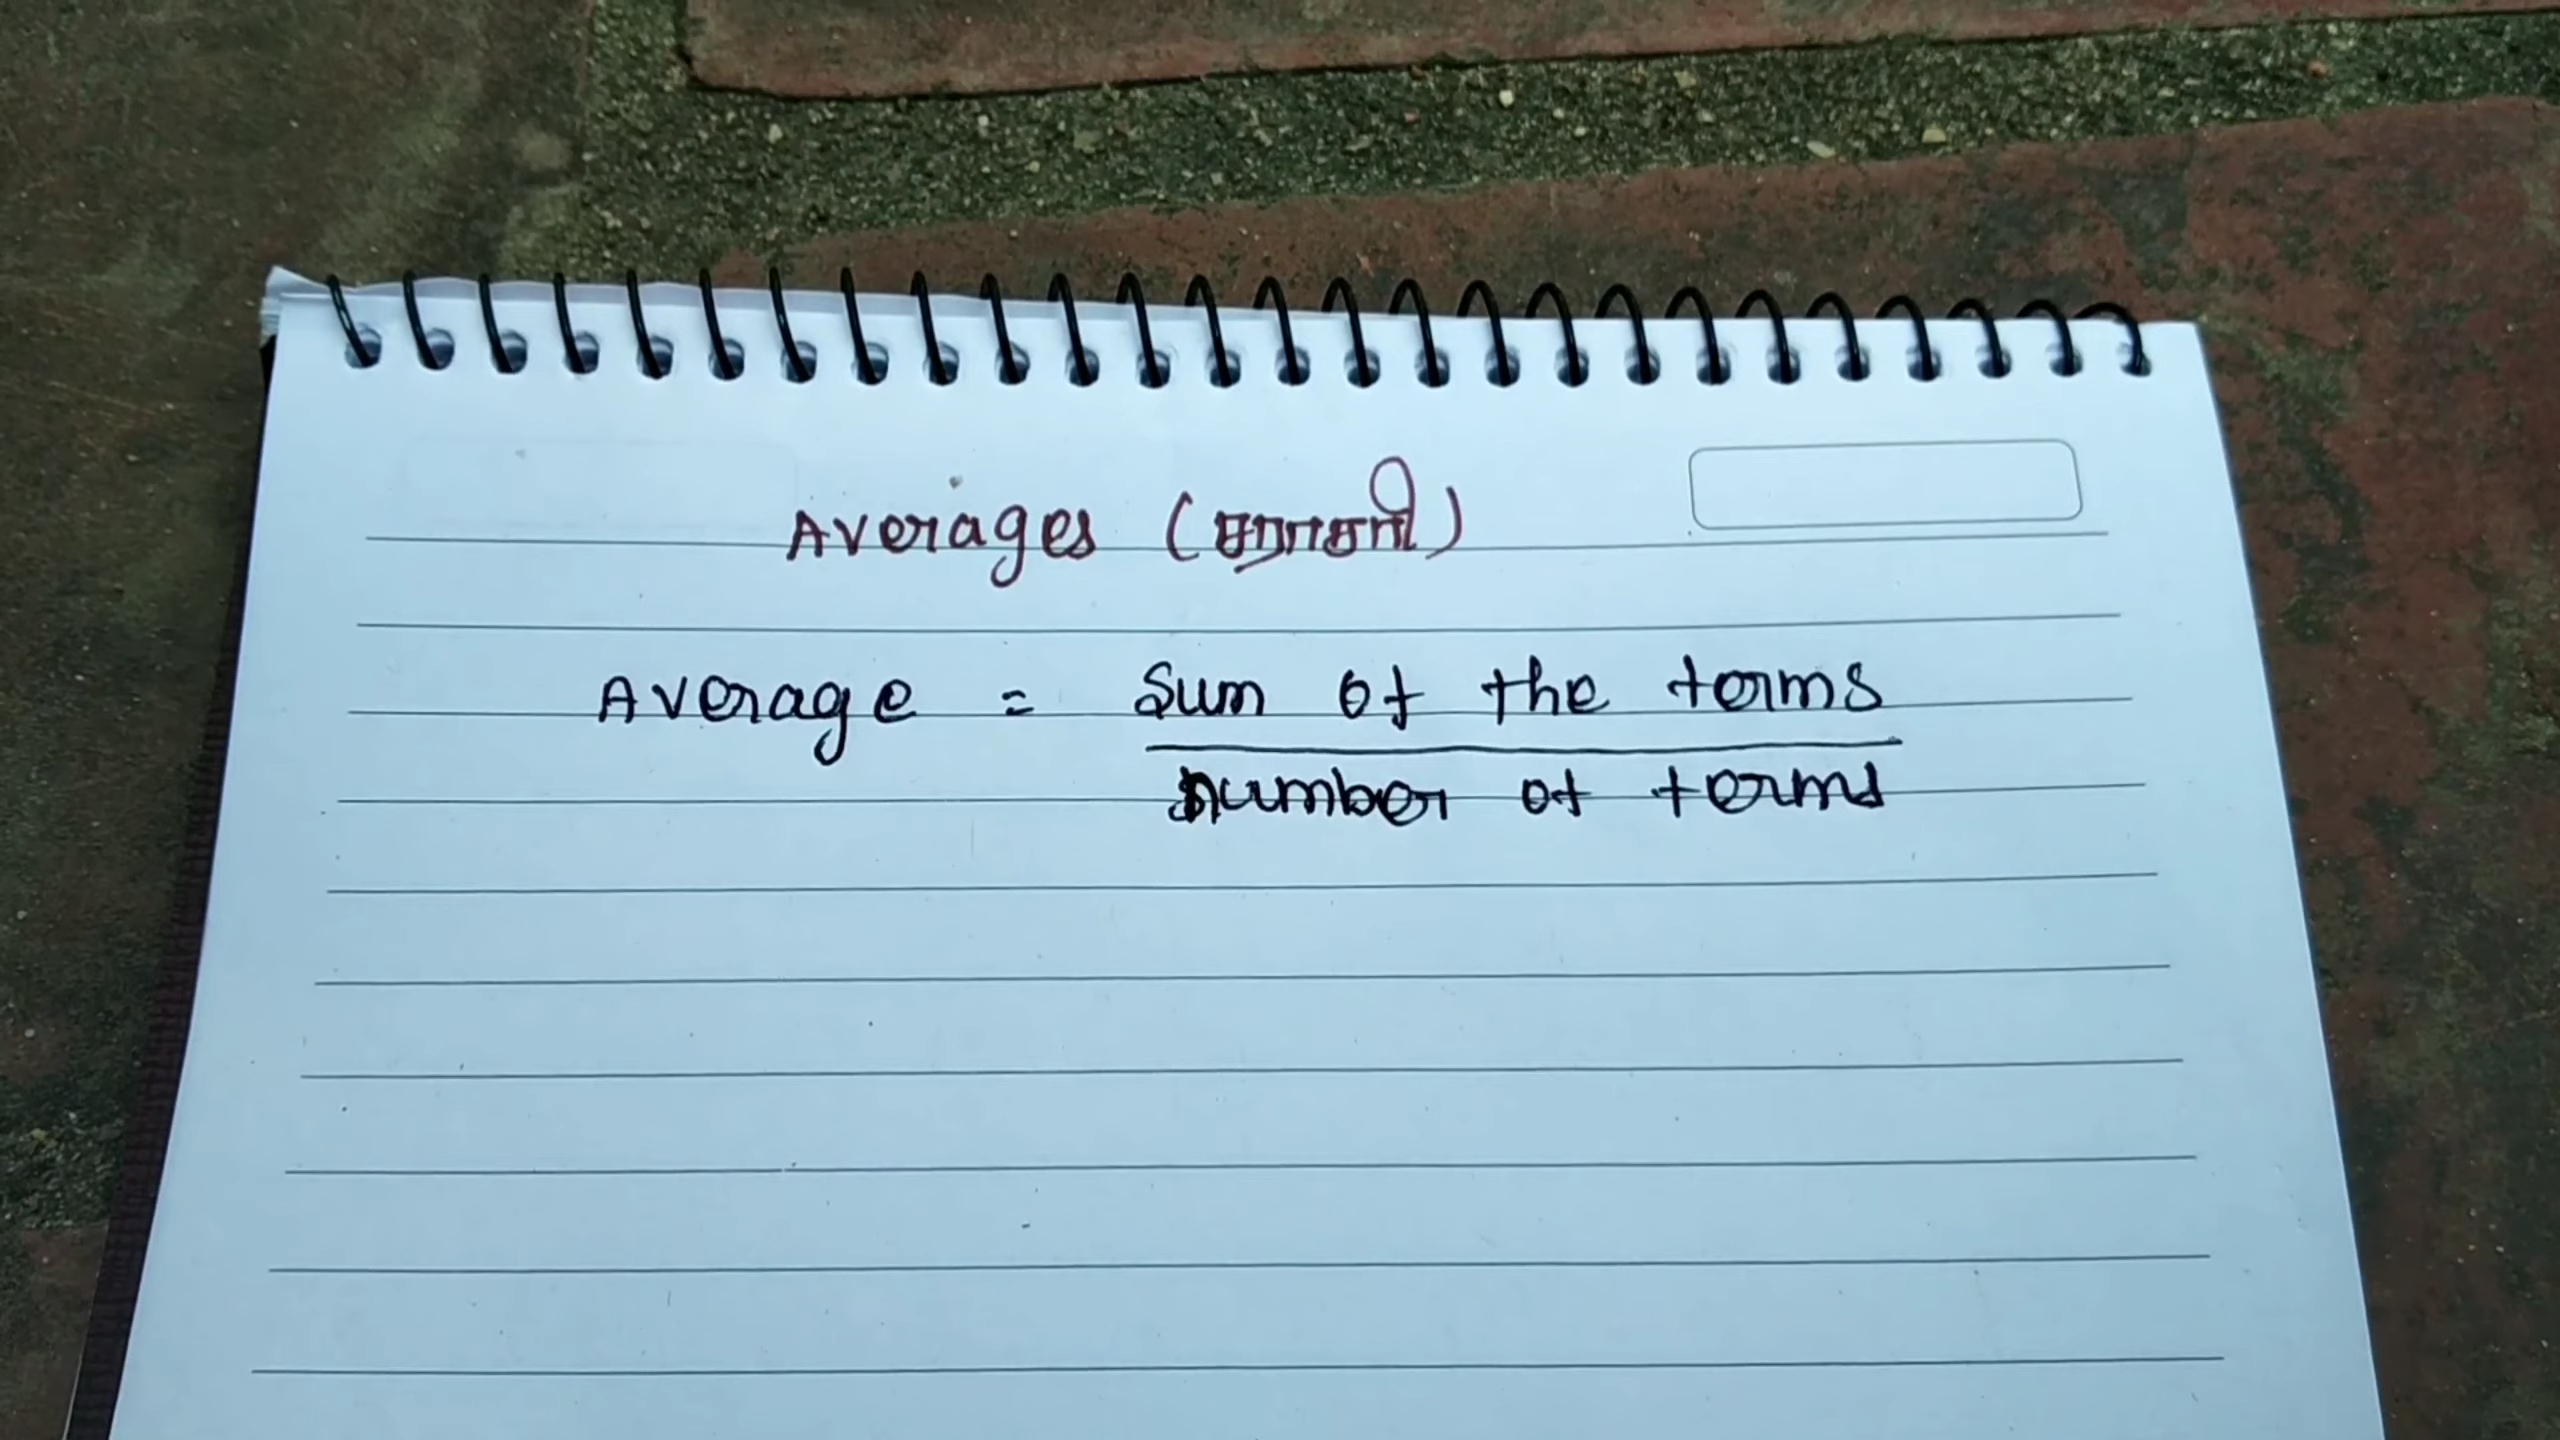 Averages (சராசரி)
Average = Sum of the terms
number of terms